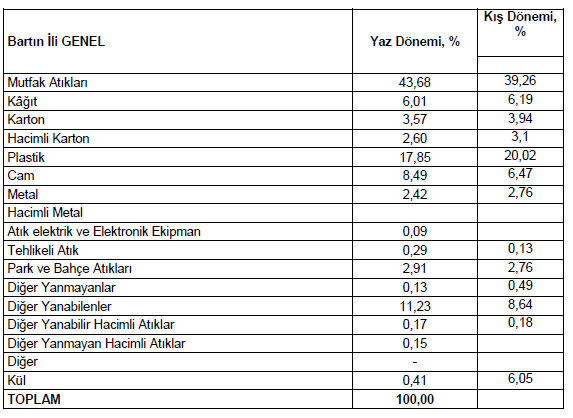 Bartın İli GENEL Yaz Dönemi, % Kış Dönemi, %
Mutfak Atıkları 43,68 39,26
Kâğıt 6,01 6,19
Karton 3,57 3,94
Hacimli Karton 2,60 3,1
Plastik 17,85 20,02
Cam 8,49 6,47
Metal 2,42 2,76
Hacimli Metal
Atık elektrik ve Elektronik Ekipman 0,09
Tehlikeli Atık 0,29 0,13
Park ve Bahçe Atıkları 2,91 2,76
Diğer Yanmayanlar 0,13 0,49
Diğer Yanabilenler 11,23 8,64
Diğer Yanabilir Hacimli Atıklar 0,17 0,18
Diğer Yanmayan Hacimli Atıklar 0,15
Diğer -
Kül 0,41 6,05
TOPLAM 100,00